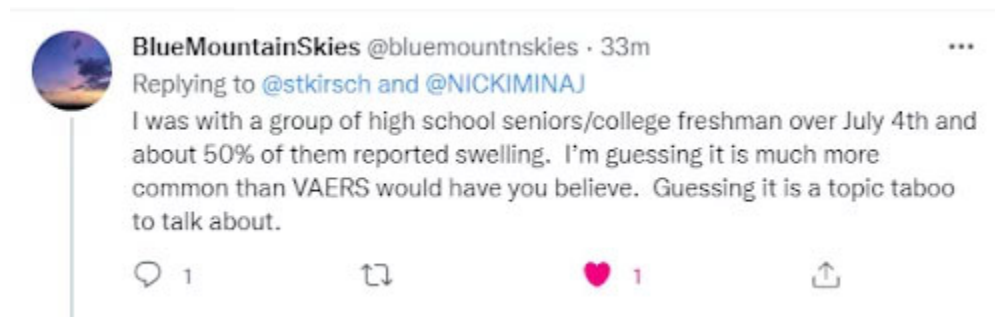 BlueMountainSkies @bluemountnskies · 33m
Replying to @stkirsch and @NICKIMINAJ
I was with a group of high school seniors/college freshman over July 4th and
about 50% of them reported swelling.  I'm guessing it is much more
common than VAERS would have you believe.  Guessing it is a topic taboo
to talk about.
1 1